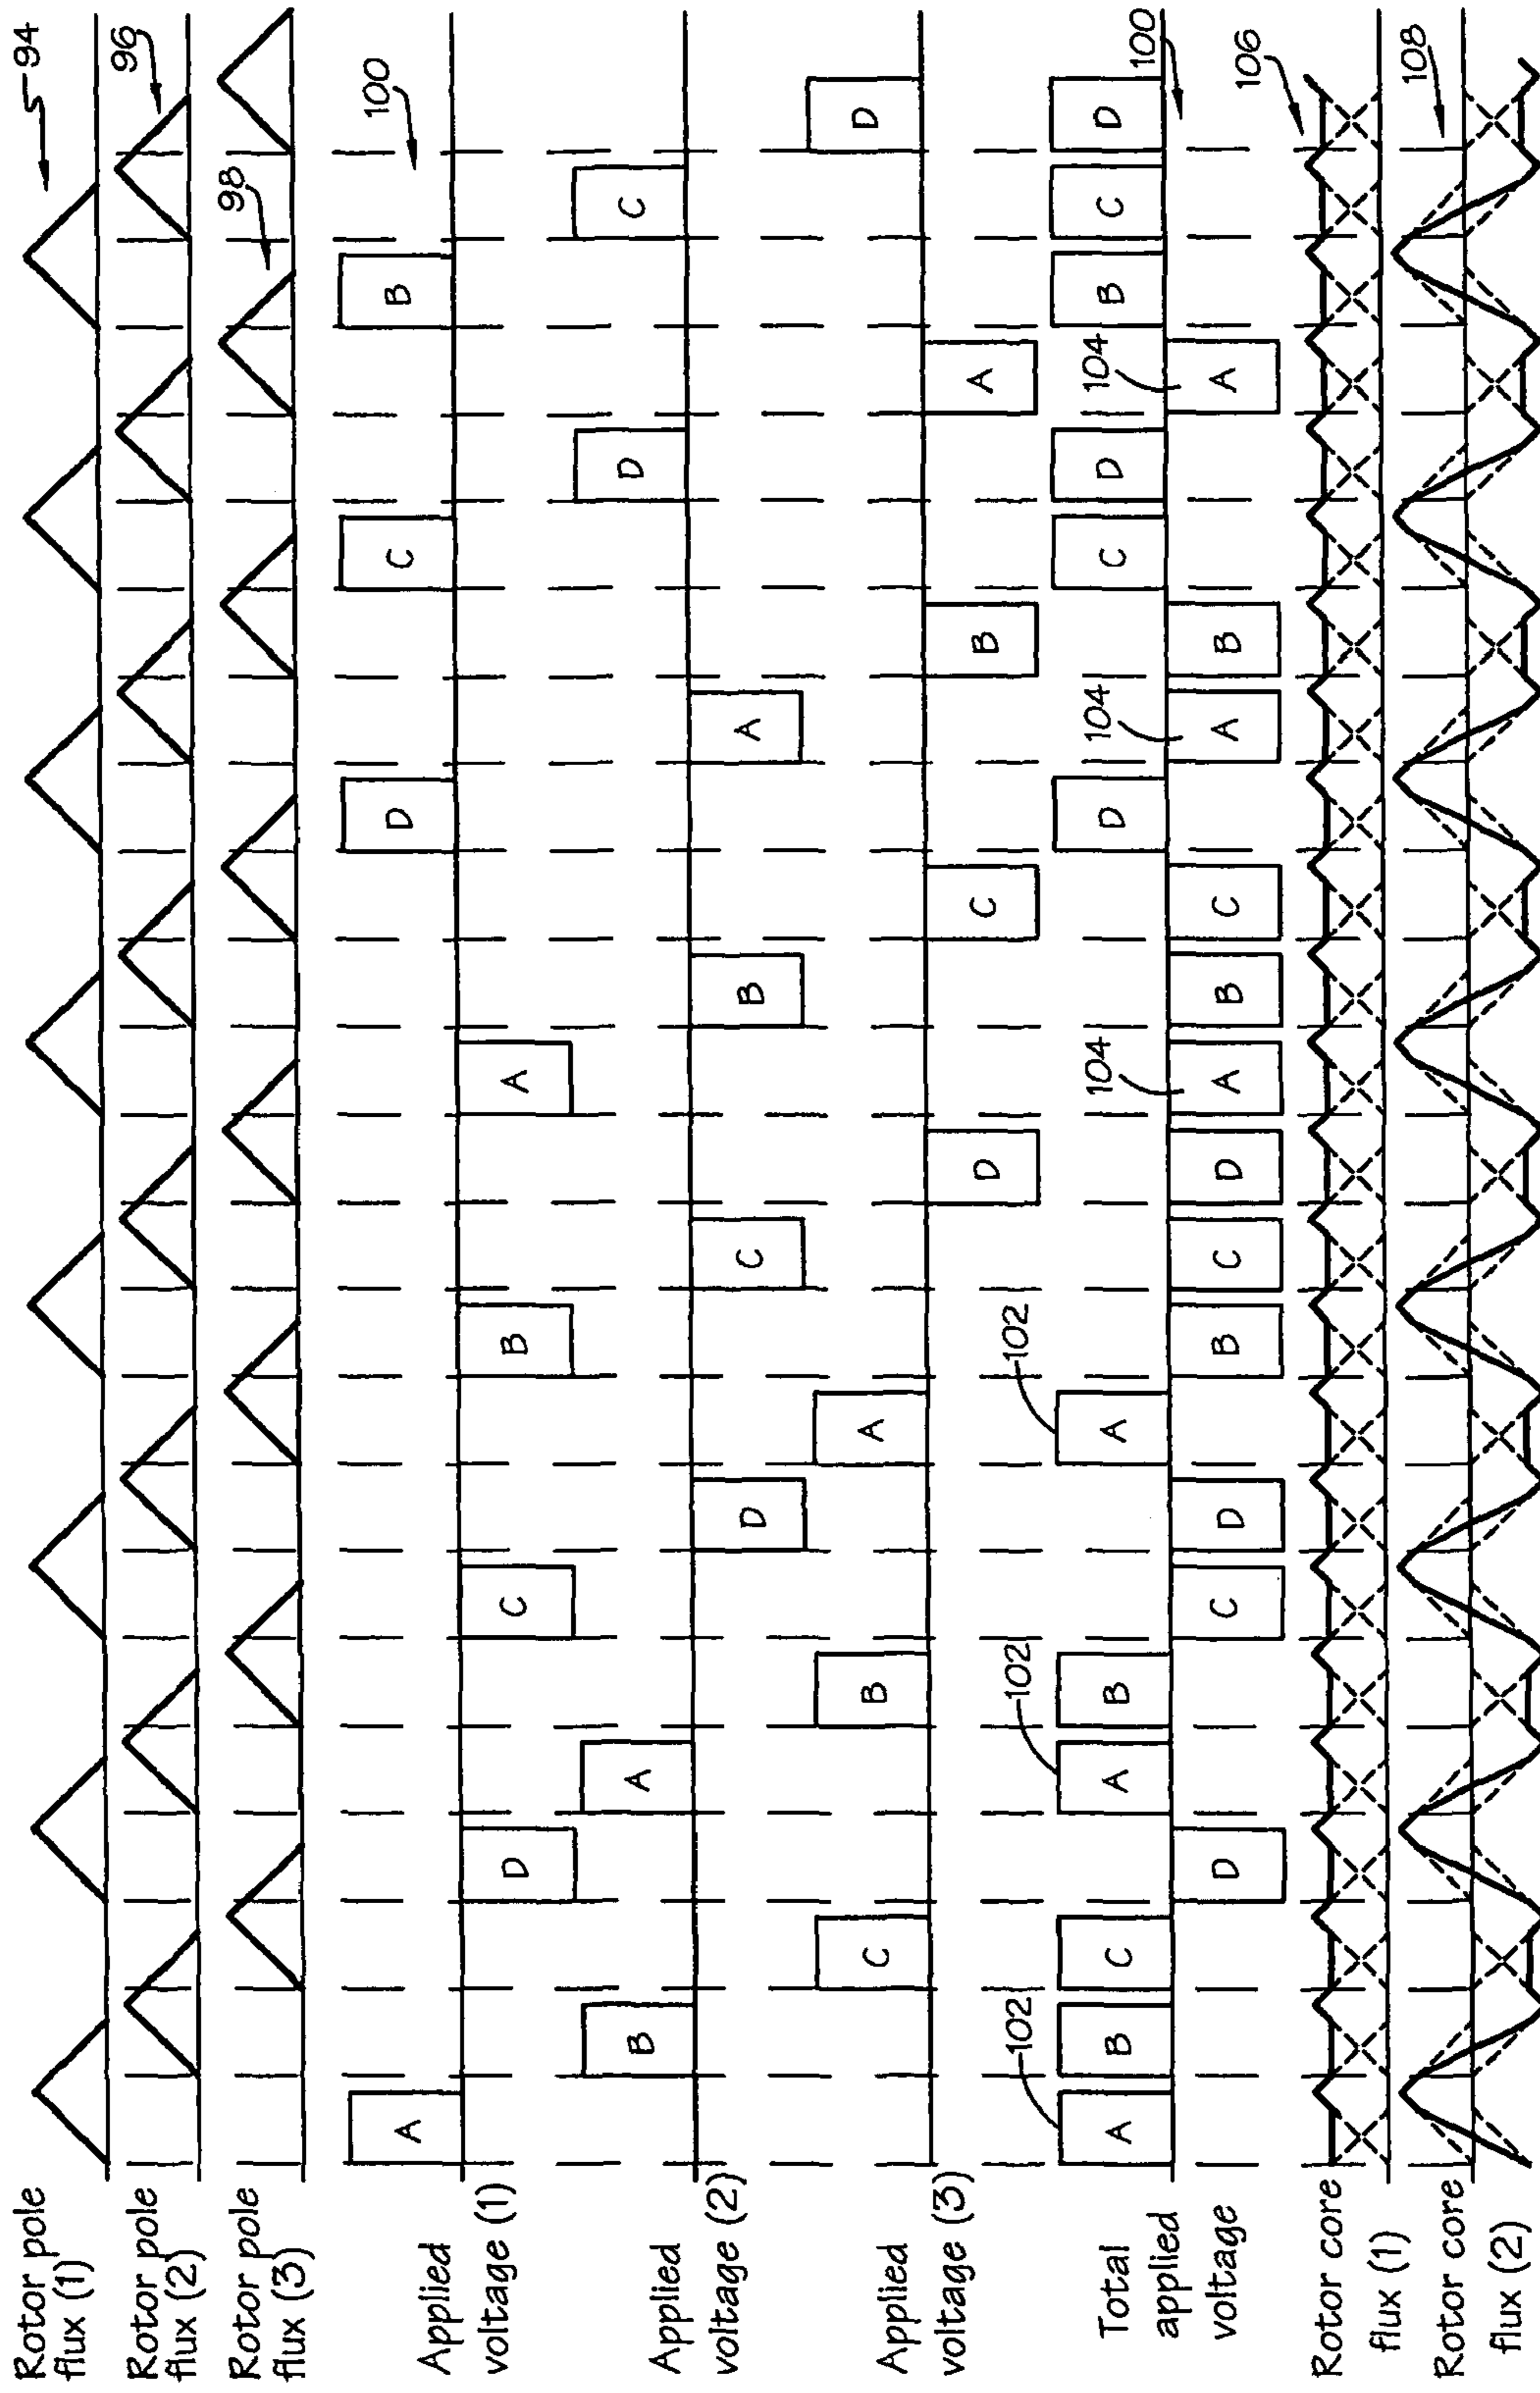 Rotor pole
flux (1)
94
Rotor pole
flux (2)
96
Rotor pole
flux (3)
98
Applied
voltage (1)
A D C B A D C B
100
Applied
voltage (2)
B A D C B A D C
Applied
voltage (3)
C B A D C B A D
Total
applied
voltage
102 102 102 104 104 104 100
A B C A B A D C D B C D
D C D B C D A B C A B A
Rotor core
flux (1)
106
Rotor core
flux (2)
108